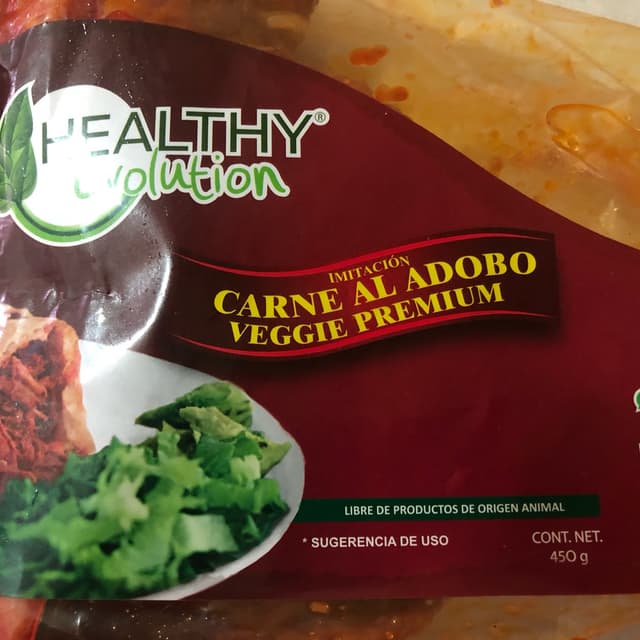 HEALTHY®
Evolution
IMITACIÓN
CARNE AL ADOBO
VEGGIE PREMIUM
LIBRE DE PRODUCTOS DE ORIGEN ANIMAL
* SUGERENCIA DE USO
CONT. NET.
450 g